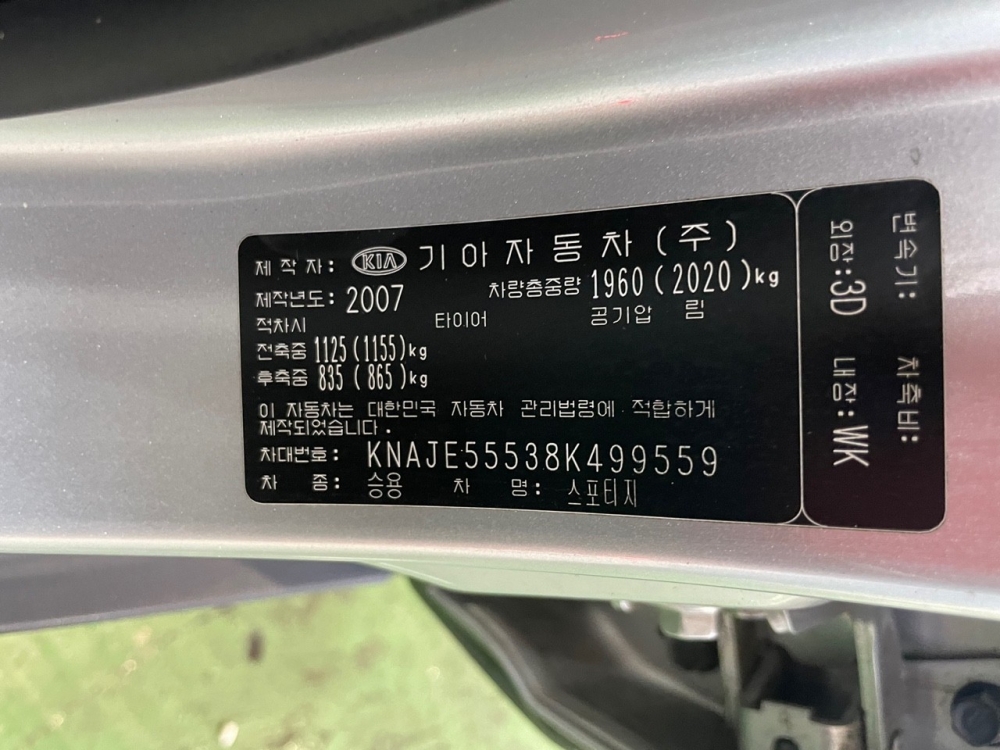 제 작 자: KIA 기아자동차(주)
제작년도: 2007 차량총중량 1960(2020)kg
적차시 타이어 공기압 림
전축중 1125(1155)kg
후축중 835(865)kg
이 자동차는 대한민국 자동차 관리법령에 적합하게
제작되었습니다.
차대번호: KNAJE55538K499559
차 종: 승용 차 명: 스포티지
변속기: 차축비:
외장:3D 내장:WK